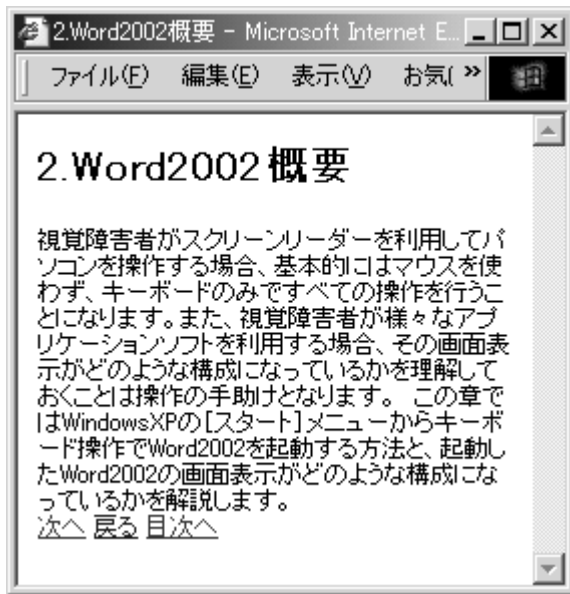 2.Word2002概要 - Microsoft Internet E...
ファイル(F) 編集(E) 表示(V) お気( »
2.Word2002概要
視覚障害者がスクリーンリーダーを利用してパ
ソコンを操作する場合、基本的にはマウスを使
わず、キーボードのみですべての操作を行うこ
とになります。また、視覚障害者が様々なアプ
リケーションソフトを利用する場合、その画面表
示がどのような構成になっているかを理解して
おくことは操作の手助けとなります。 この章で
はWindowsXPの[スタート]メニューからキーボ
ード操作でWord2002を起動する方法と、起動し
たWord2002の画面表示がどのような構成にな
っているかを解説します。
次へ 戻る 目次へ